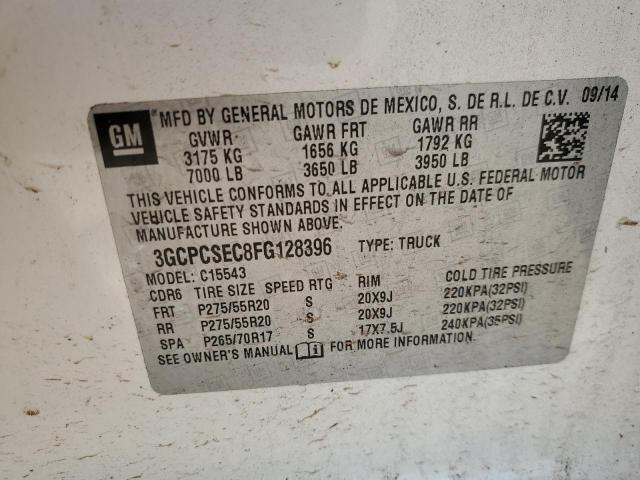 GM
MFD BY GENERAL MOTORS DE MEXICO, S. DE R.L. DE C.V. 09/14
GVWR GAWR FRT GAWR RR
3175 KG 1656 KG 1792 KG
7000 LB 3650 LB 3950 LB
THIS VEHICLE CONFORMS TO ALL APPLICABLE U.S. FEDERAL MOTOR
VEHICLE SAFETY STANDARDS IN EFFECT ON THE DATE OF
MANUFACTURE SHOWN ABOVE.
3GCPCSEC8FG128396 TYPE: TRUCK
MODEL: C15543
CDR6 TIRE SIZE SPEED RTG RIM COLD TIRE PRESSURE
FRT P275/55R20 S 20X9J 220KPA(32PSI)
RR P275/55R20 S 20X9J 220KPA(32PSI)
SPA P265/70R17 S 17X7.5J 240KPA(35PSI)
SEE OWNER'S MANUAL FOR MORE INFORMATION.